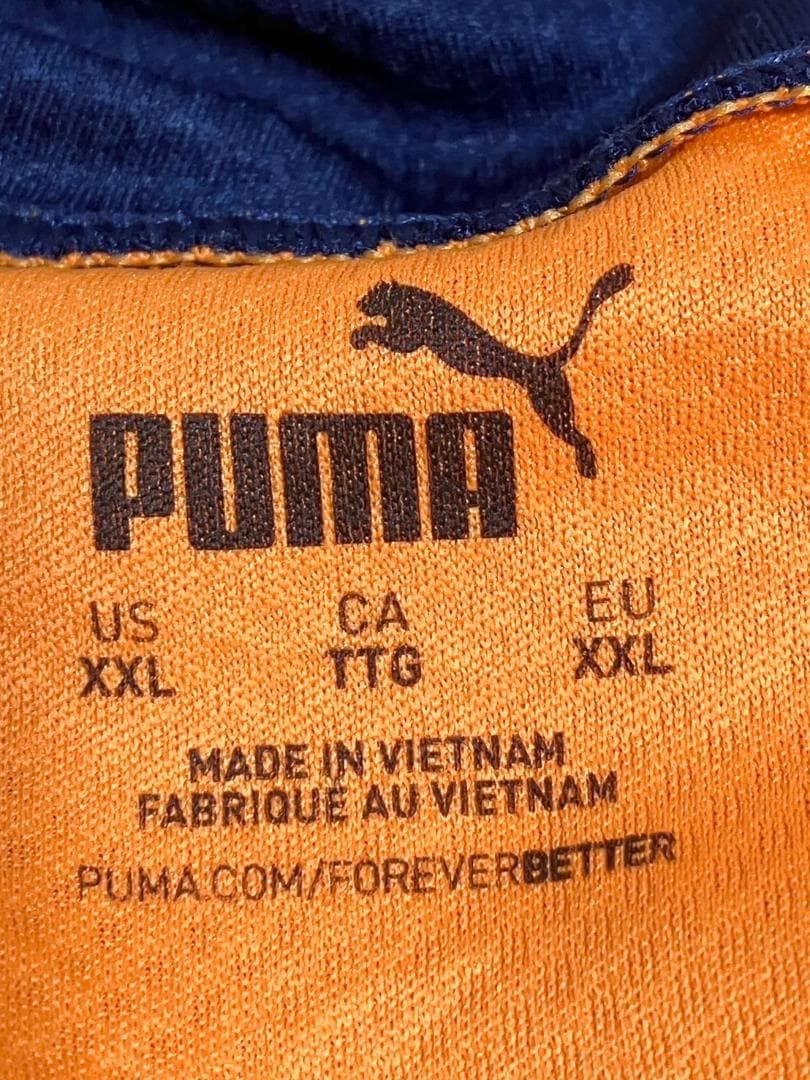 PUMA
US CA EU
XXL TTG XXL
MADE IN VIETNAM
FABRIQUÉ AU VIETNAM
PUMA.COM/FOREVERBETTER